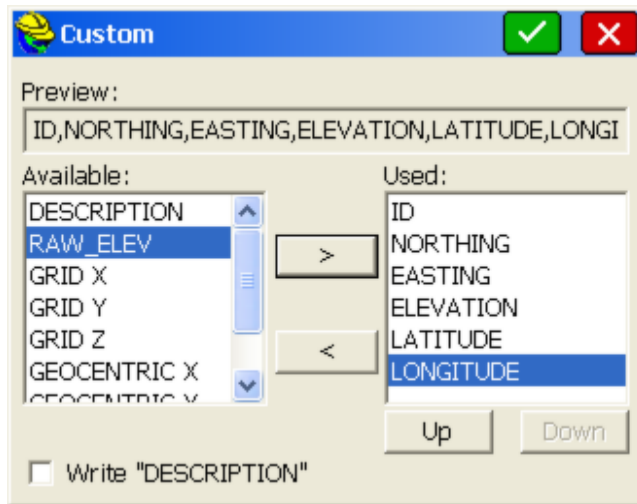 Custom
Preview:
ID,NORTHING,EASTING,ELEVATION,LATITUDE,LONGI
Available:
DESCRIPTION
RAW_ELEV
GRID X
GRID Y
GRID Z
GEOCENTRIC X
GEOCENTRIC Y
>
<
Used:
ID
NORTHING
EASTING
ELEVATION
LATITUDE
LONGITUDE
Up
Down
Write "DESCRIPTION"